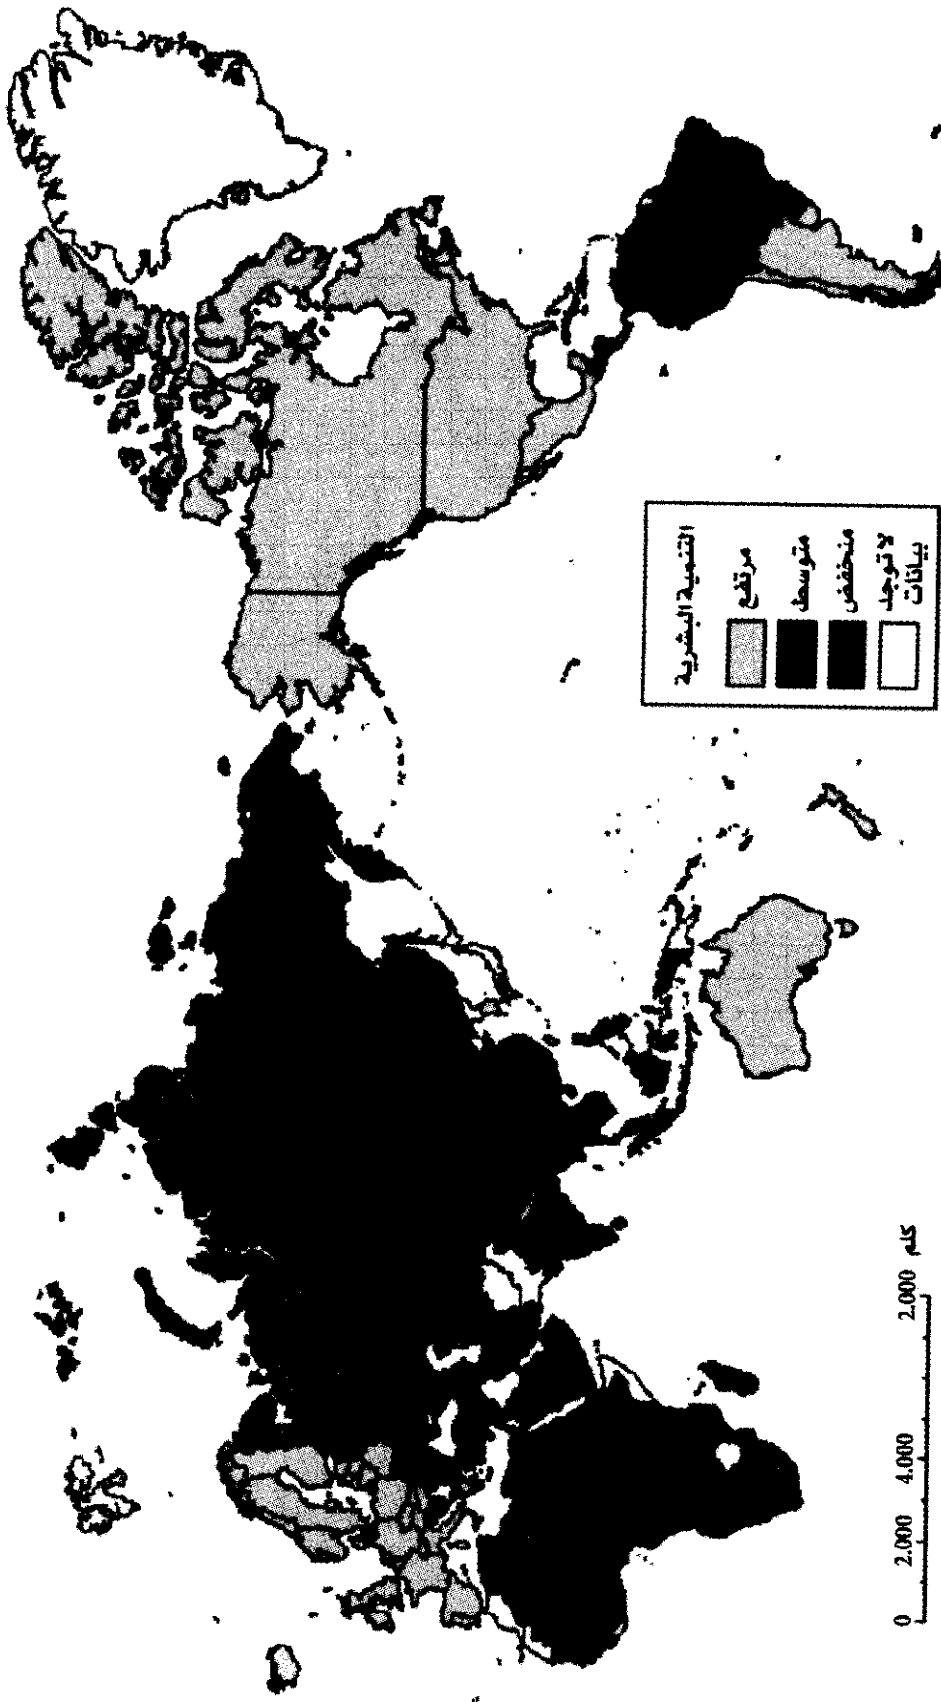 التنمية البشرية
مرتفع
متوسط
منخفض
لا توجد
بيانات
0 2.000 4.000 2.000 كلم